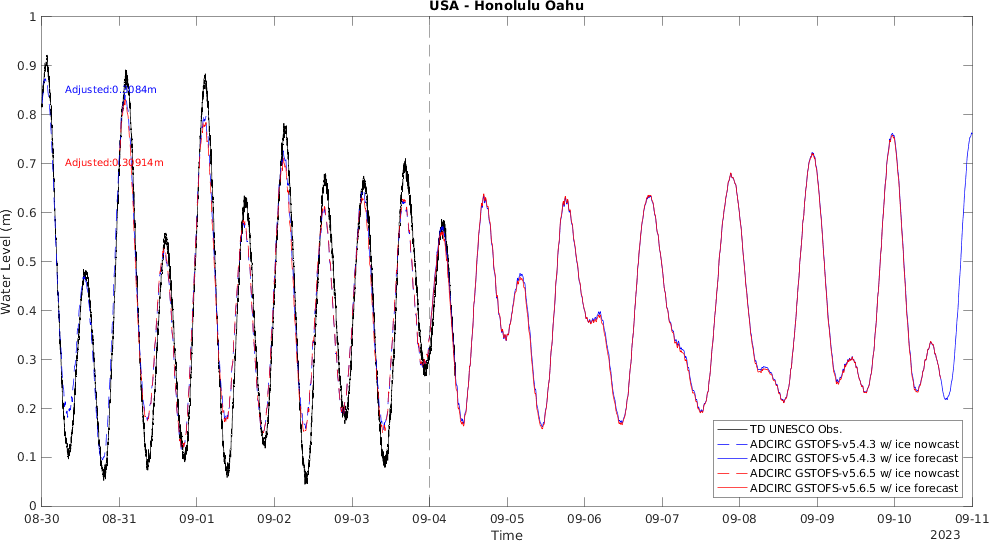 USA - Honolulu Oahu
Water Level (m)
1
0.9
0.8
0.7
0.6
0.5
0.4
0.3
0.2
0.1
0
Adjusted:0. 084m
Adjusted:0.30914m
TD UNESCO Obs.
ADCIRC GSTOFS-v5.4.3 w/ ice nowcast
ADCIRC GSTOFS-v5.4.3 w/ ice forecast
ADCIRC GSTOFS-v5.6.5 w/ ice nowcast
ADCIRC GSTOFS-v5.6.5 w/ ice forecast
08-30 08-31 09-01 09-02 09-03 09-04 09-05 09-06 09-07 09-08 09-09 09-10 09-11
Time
2023